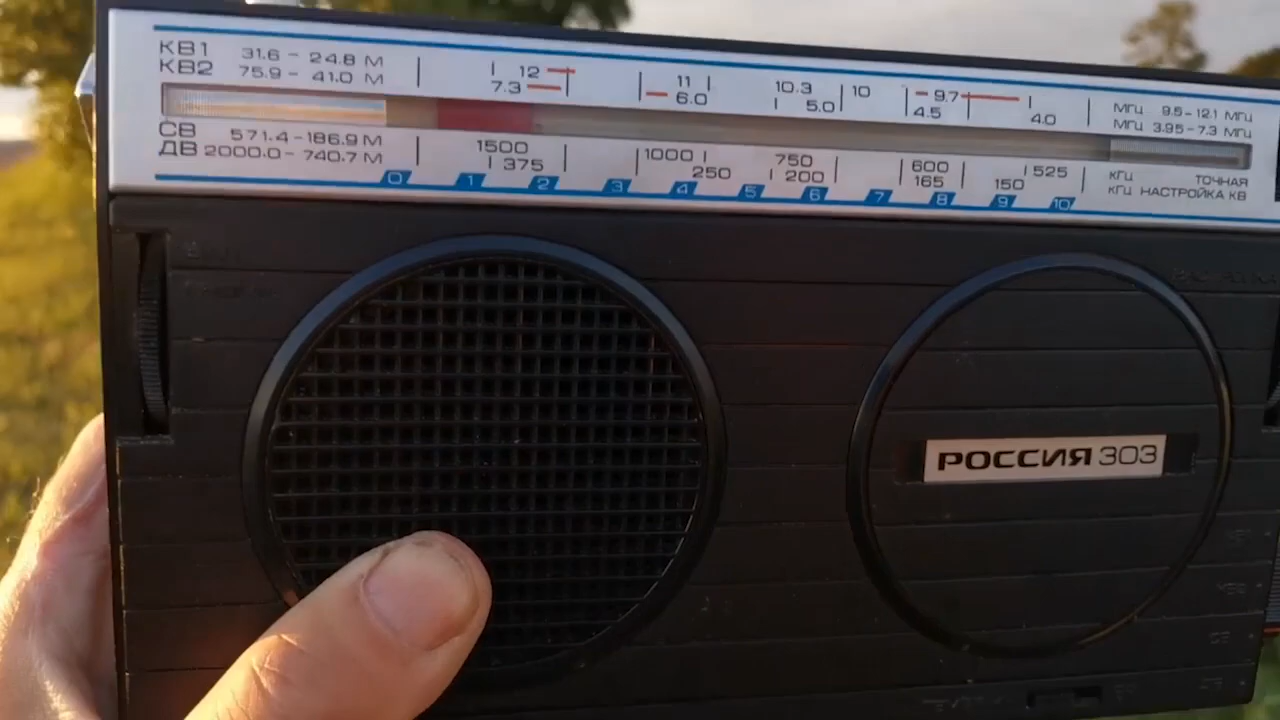 КВ1 31.6 – 24.8 М 12 11 10.3 10 9.7 МГЦ 9.5-12.1 МГЦ
КВ2 75.9 – 41.0 М 7.3 6.0 5.0 4.5 4.0 МГЦ 3.95-7.3 МГЦ
СВ 571.4-186.9 М 1500 1000 750 600 525 КГЦ ТОЧНАЯ
ДВ 2000.0-740.7 М 375 250 200 165 150 КГЦ НАСТРОЙКА КВ
0 1 2 3 4 5 6 7 8 9 10
РОССИЯ 303